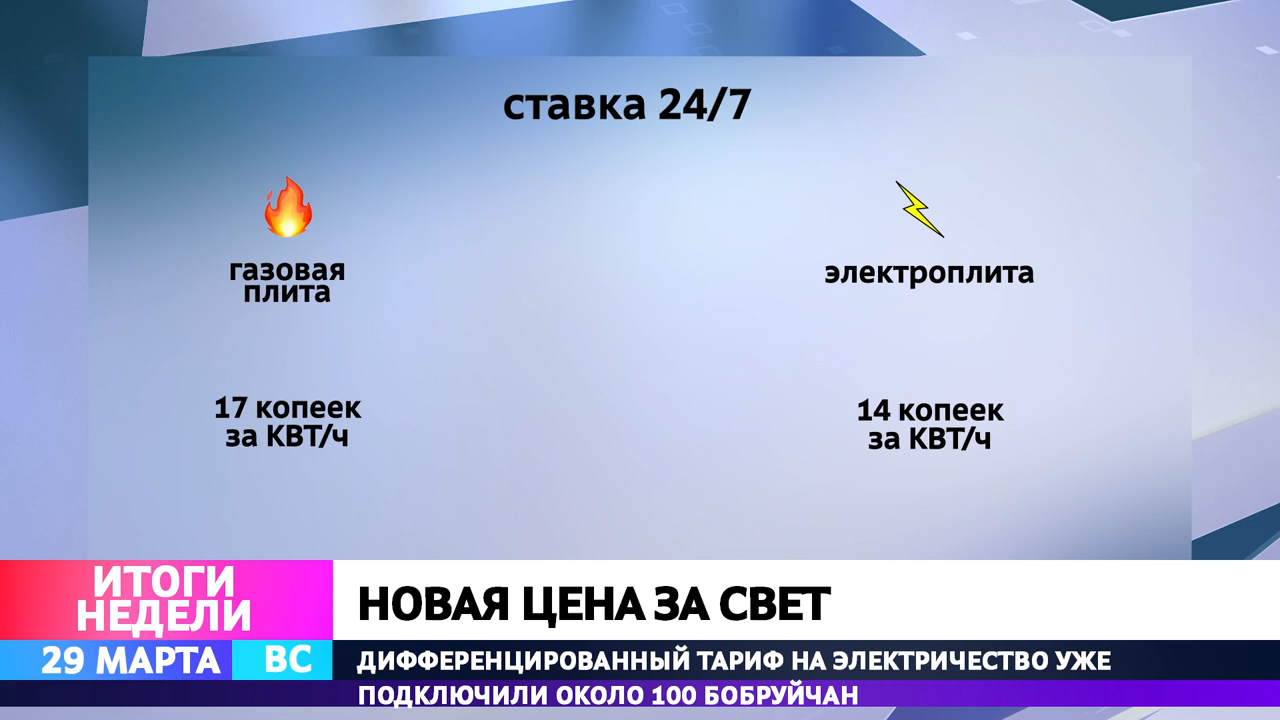 ставка 24/7
газовая
плита
электроплита
17 копеек
за КВТ/ч
14 копеек
за КВТ/ч
ИТОГИ
НЕДЕЛИ
НОВАЯ ЦЕНА ЗА СВЕТ
29 МАРТА ВС
ДИФФЕРЕНЦИРОВАННЫЙ ТАРИФ НА ЭЛЕКТРИЧЕСТВО УЖЕ
ПОДКЛЮЧИЛИ ОКОЛО 100 БОБРУЙЧАН